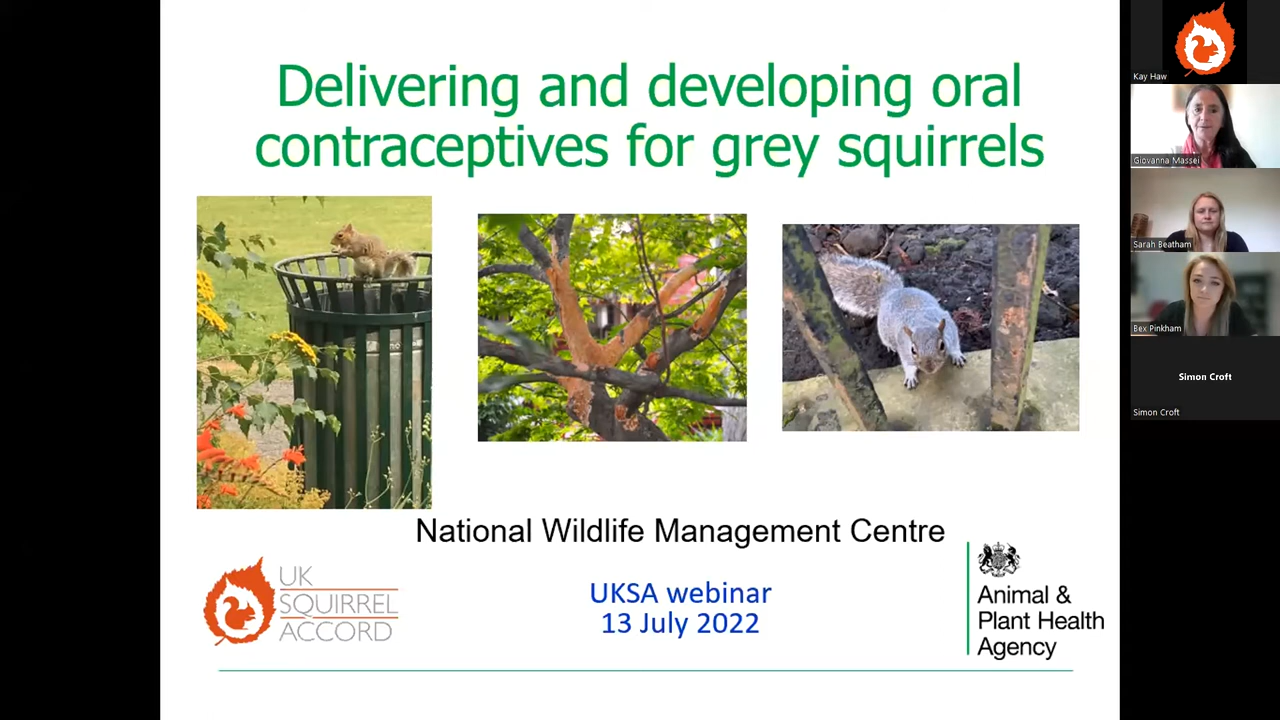 Delivering and developing oral
contraceptives for grey squirrels
National Wildlife Management Centre
UK
SQUIRREL
ACCORD
UKSA webinar
13 July 2022
Animal &
Plant Health
Agency
Kay Haw
Giovanna Massei
Sarah Beatham
Bex Pinkham
Simon Croft
Simon Croft